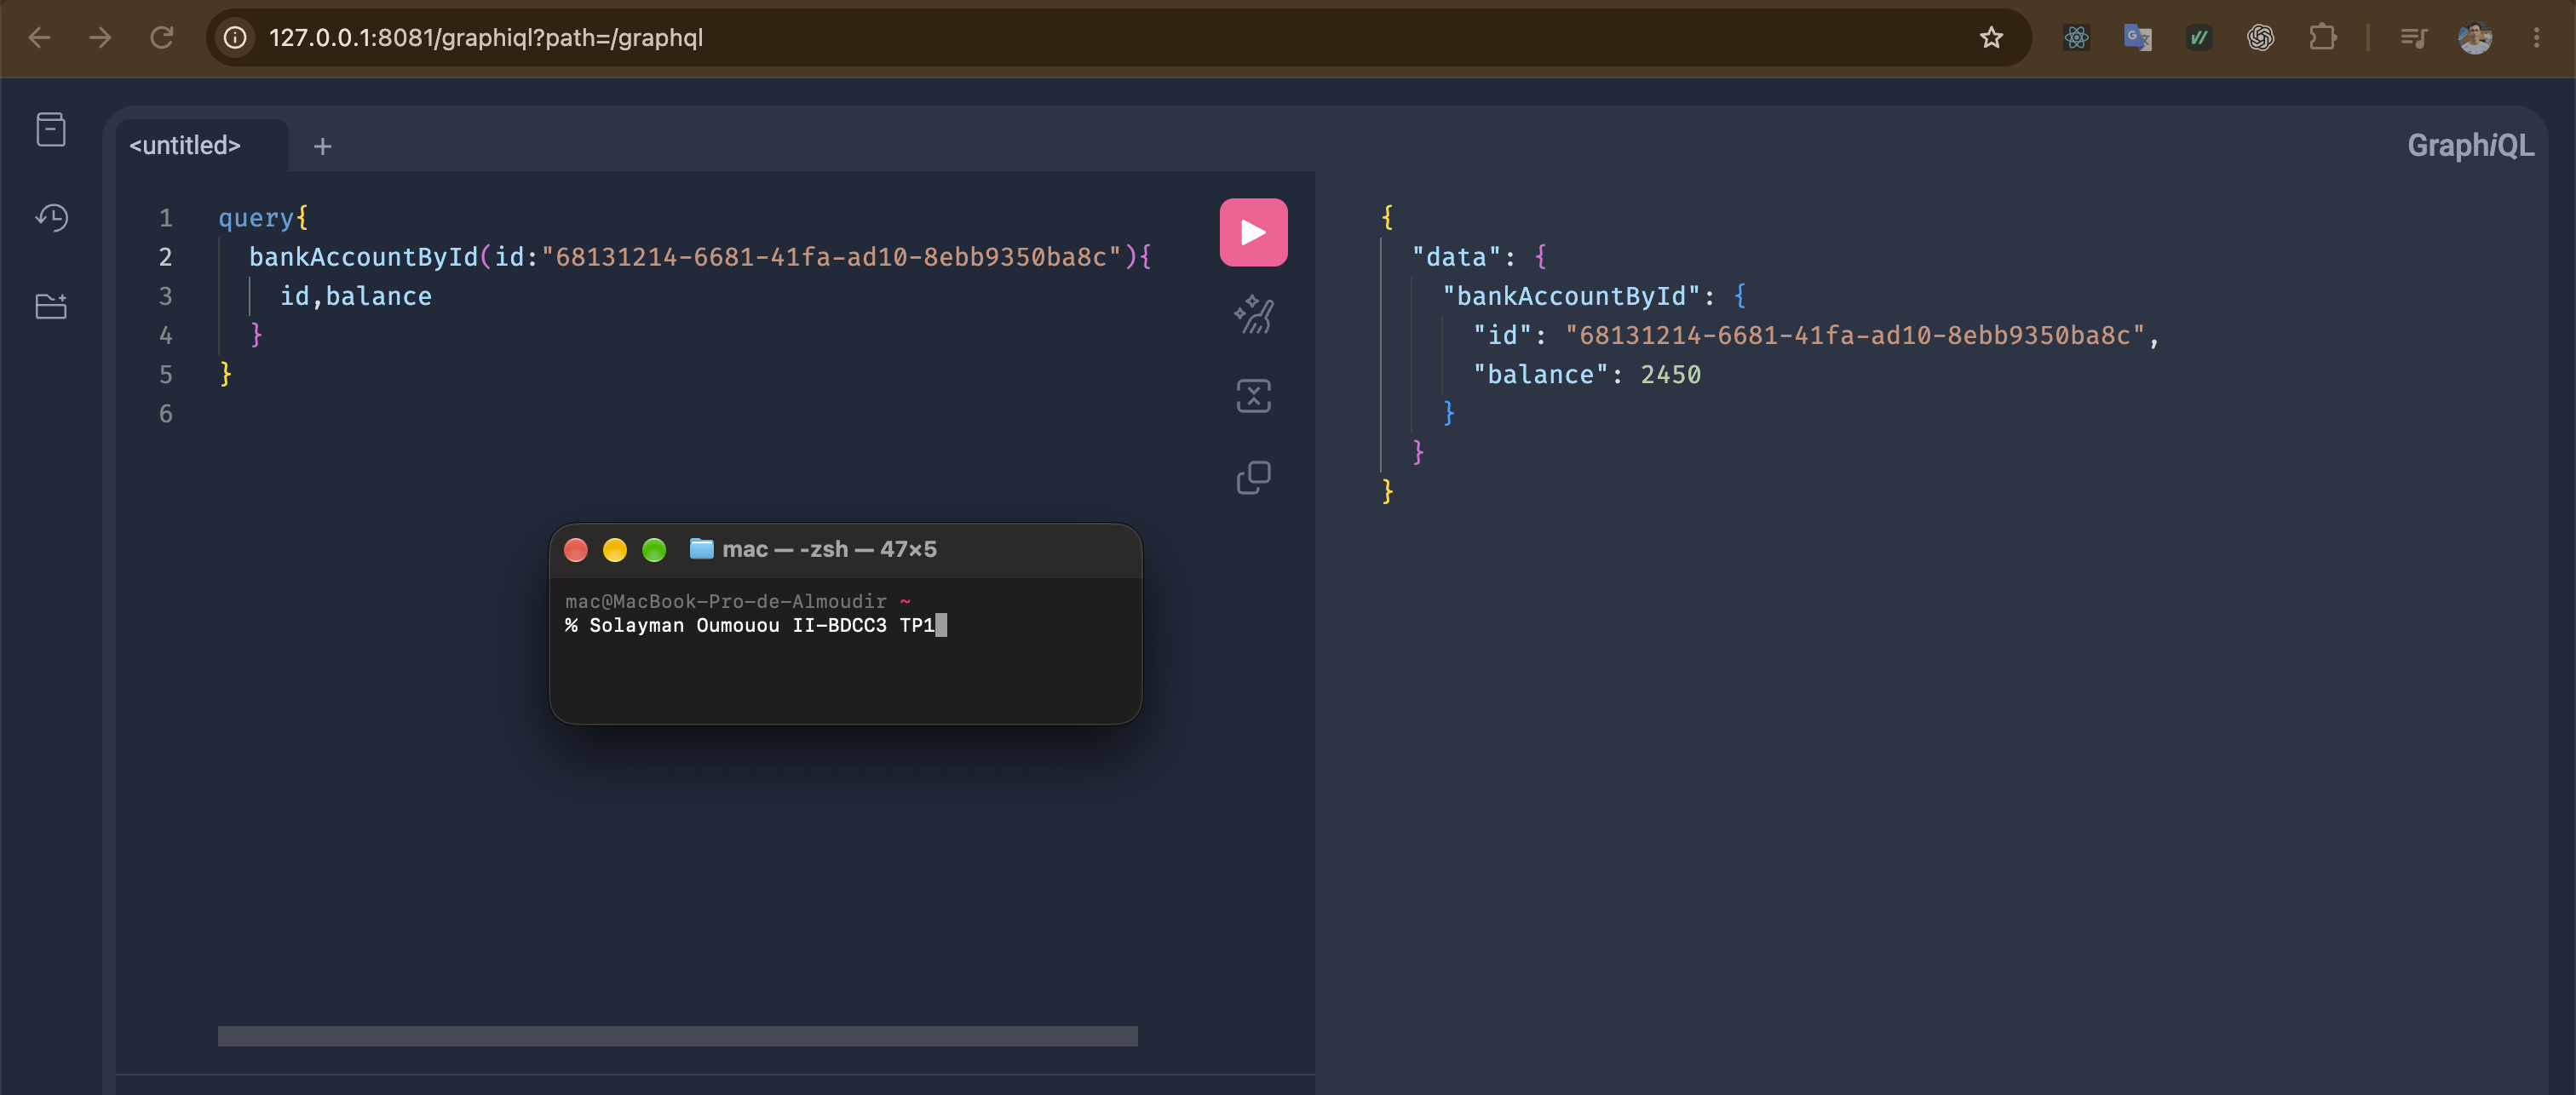 127.0.0.1:8081/graphiql?path=/graphql
<untitled>
+
GraphiQL
1 query{
2 bankAccountById(id:"68131214-6681-41fa-ad10-8ebb9350ba8c"){
3 id,balance
4 }
5 }
6
{
"data": {
"bankAccountById": {
"id": "68131214-6681-41fa-ad10-8ebb9350ba8c",
"balance": 2450
}
}
}
mac — -zsh — 47×5
mac@MacBook-Pro-de-Almoudir ~
% Solayman Oumouou II-BDCC3 TP1